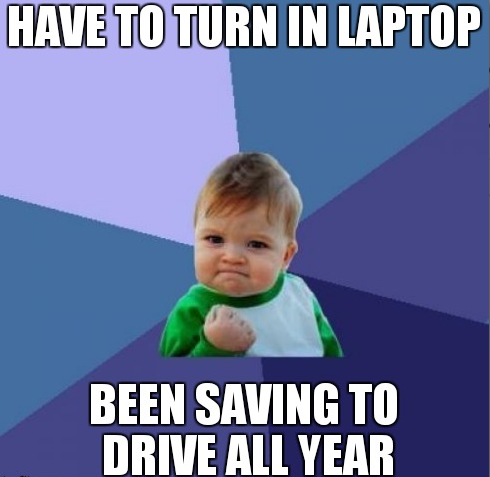 HAVE TO TURN IN LAPTOP
BEEN SAVING TO
DRIVE ALL YEAR